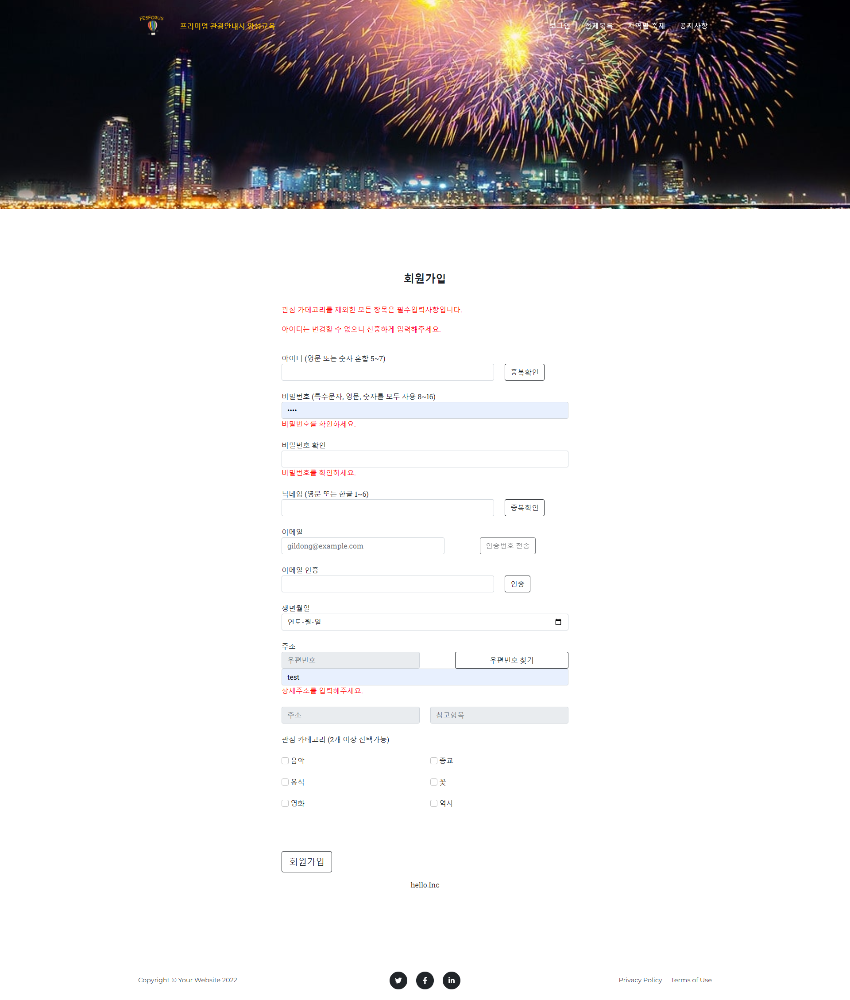 FESFORUS
프리미엄 관광안내사 양성교육
로그인 전체목록 지역별 축제 공지사항
회원가입
관심 카테고리를 제외한 모든 항목은 필수입력사항입니다.
아이디는 변경할 수 없으니 신중하게 입력해주세요.
아이디 (영문 또는 숫자 혼합 5~7)
중복확인
비밀번호 (특수문자, 영문, 숫자를 모두 사용 8~16)
••••
비밀번호를 확인하세요.
비밀번호 확인
비밀번호를 확인하세요.
닉네임 (영문 또는 한글 1~6)
중복확인
이메일
gildong@example.com 인증번호 전송
이메일 인증
인증
생년월일
연도-월-일
주소
우편번호 우편번호 찾기
test
상세주소를 입력해주세요.
주소 참고항목
관심 카테고리 (2개 이상 선택가능)
음악 종교
음식 꽃
영화 역사
회원가입
hello.Inc
Copyright © Your Website 2022 Privacy Policy Terms of Use